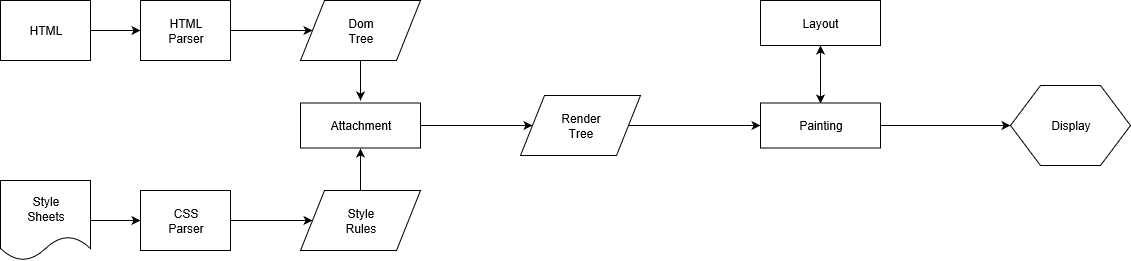 HTML
HTML
Parser
Dom
Tree
Layout
Attachment
Render
Tree
Painting
Display
Style
Sheets
CSS
Parser
Style
Rules